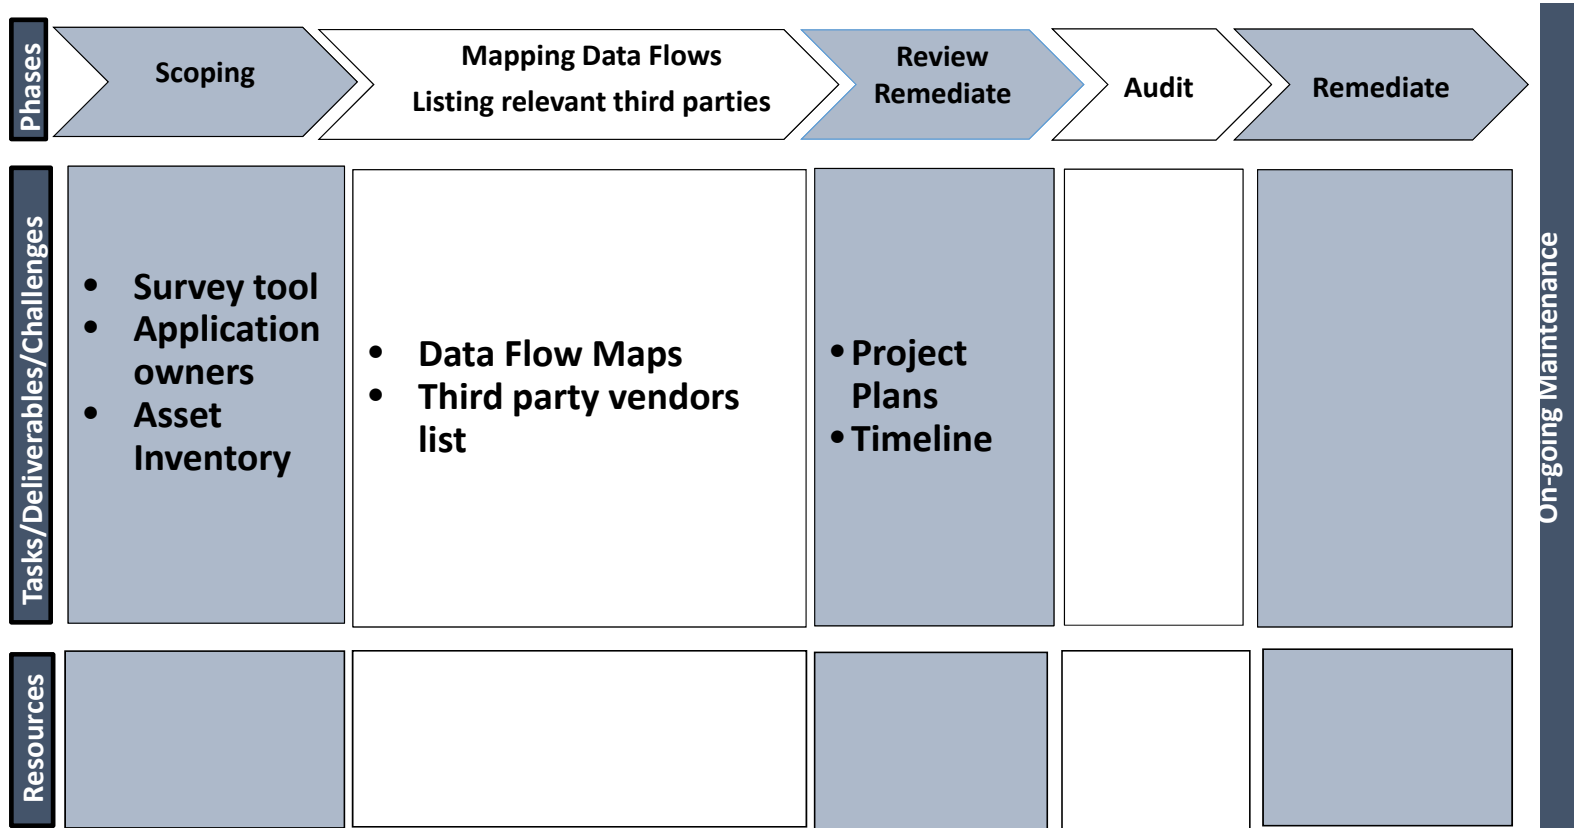 Phases
Scoping
Mapping Data Flows
Listing relevant third parties
Review
Remediate
Audit
Remediate
Tasks/Deliverables/Challenges
• Survey tool
• Application
owners
• Asset
Inventory
• Data Flow Maps
• Third party vendors
list
• Project
Plans
• Timeline
On-going Maintenance
Resources